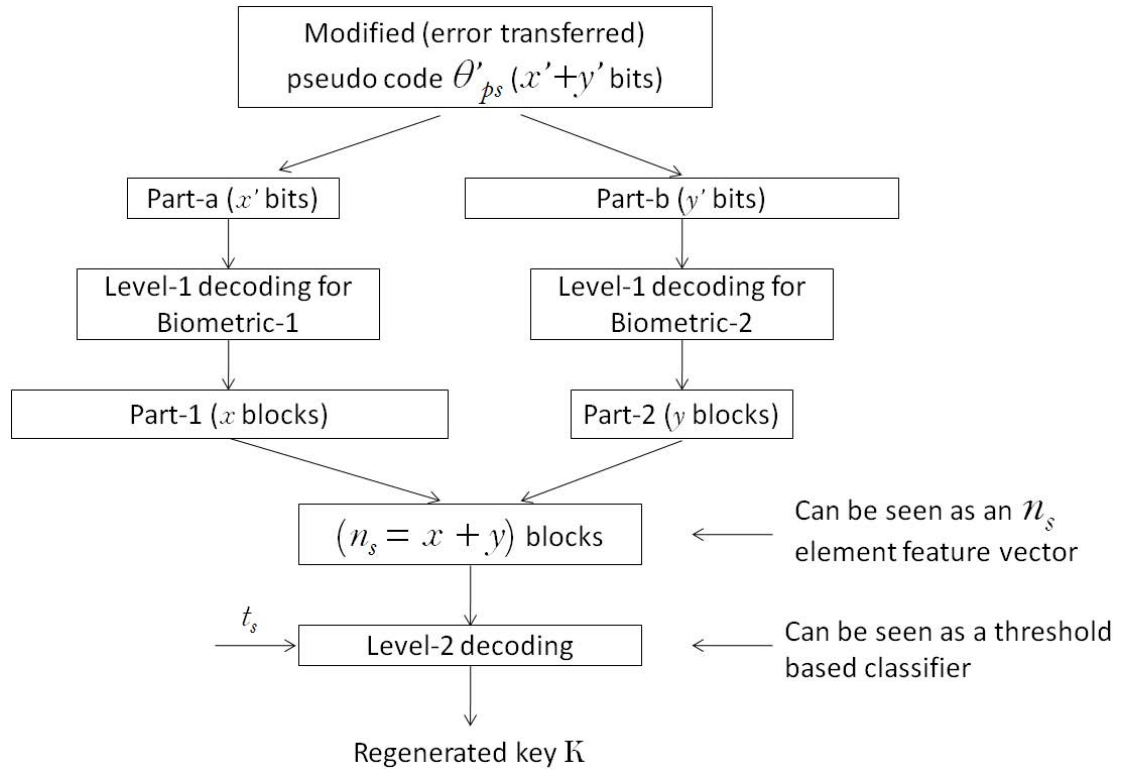 Modified (error transferred)
pseudo code θ'ps (x'+y' bits)
Part-a (x' bits)
Part-b (y' bits)
Level-1 decoding for
Biometric-1
Level-1 decoding for
Biometric-2
Part-1 (x blocks)
Part-2 (y blocks)
(ns = x + y) blocks
Can be seen as an ns
element feature vector
ts
Level-2 decoding
Can be seen as a threshold
based classifier
Regenerated key K